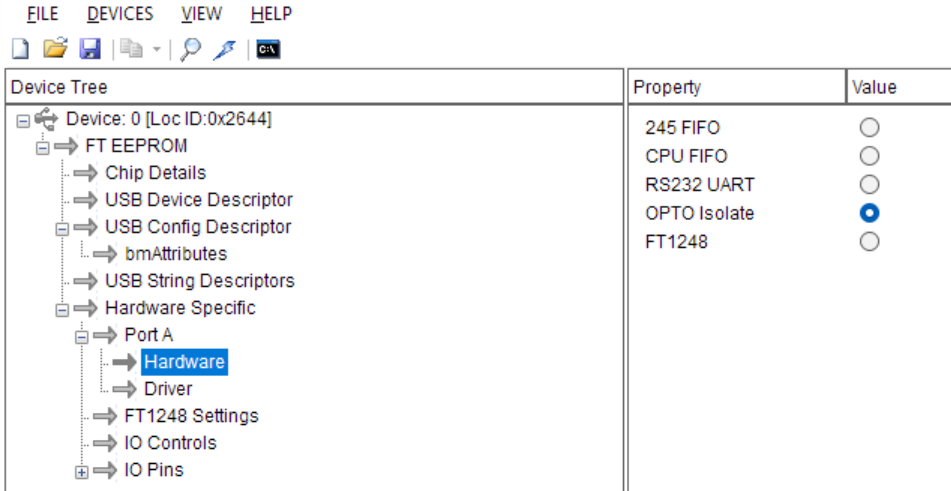 FILE DEVICES VIEW HELP
C:\
Device Tree
Device: 0 [Loc ID:0x2644]
FT EEPROM
Chip Details
USB Device Descriptor
USB Config Descriptor
bmAttributes
USB String Descriptors
Hardware Specific
Port A
Hardware
Driver
FT1248 Settings
IO Controls
IO Pins
Property Value
245 FIFO
CPU FIFO
RS232 UART
OPTO Isolate
FT1248